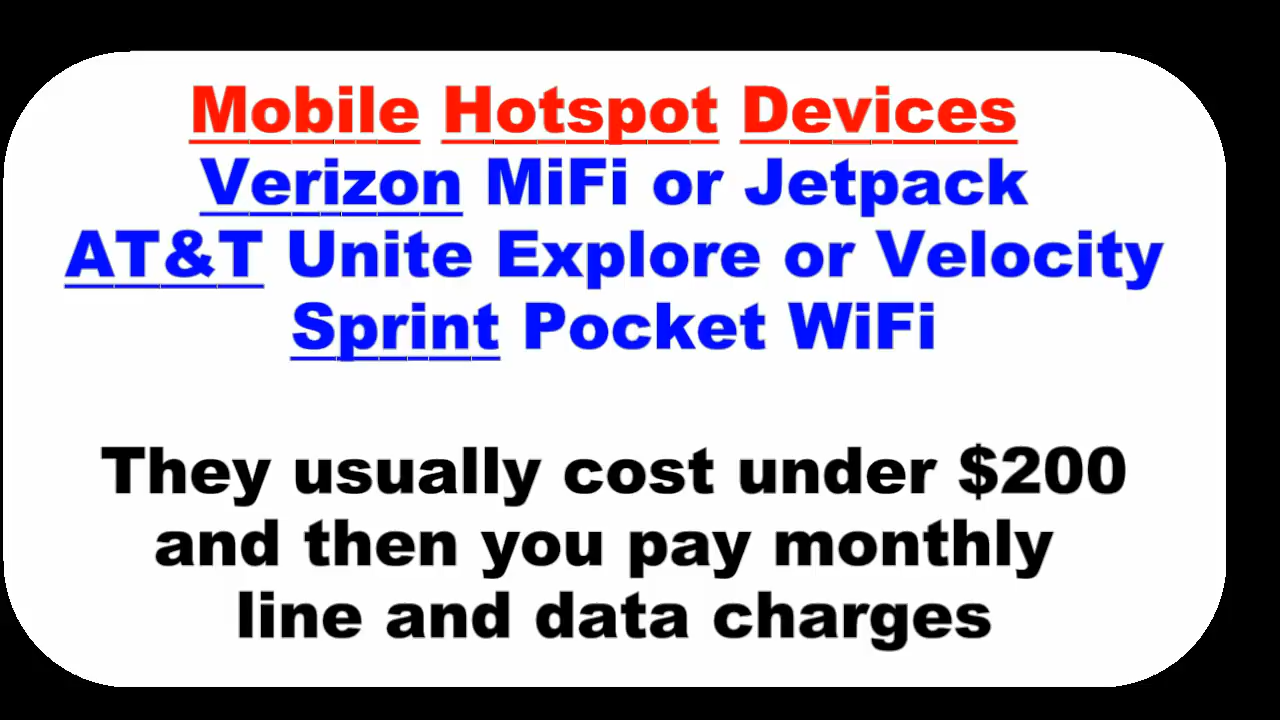 Mobile Hotspot Devices
Verizon MiFi or Jetpack
AT&T Unite Explore or Velocity
Sprint Pocket WiFi
They usually cost under $200
and then you pay monthly
line and data charges